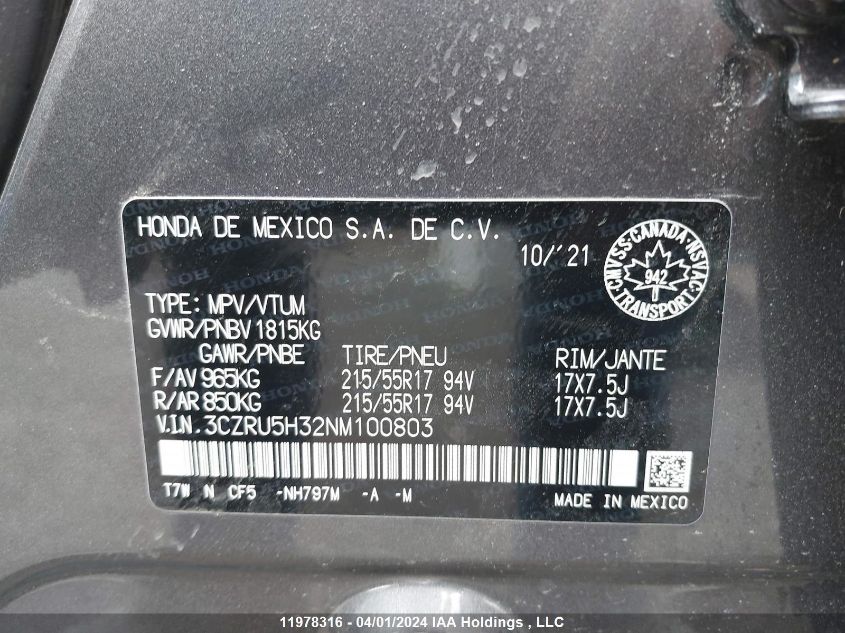 HONDA DE MEXICO S.A. DE C.V.
10/'21
CMVSS·CANADA·NSVAC·TRANSPORT·
942
TYPE: MPV/VTUM
GVWR/PNBV 1815KG
GAWR/PNBE TIRE/PNEU RIM/JANTE
F/AV 965KG 215/55R17 94V 17X7.5J
R/AR 850KG 215/55R17 94V 17X7.5J
V.I.N. 3CZRU5H32NM100803
T7W N CF5 -NH797M -A -M
MADE IN MEXICO
11978316 - 04/01/2024 IAA Holdings , LLC